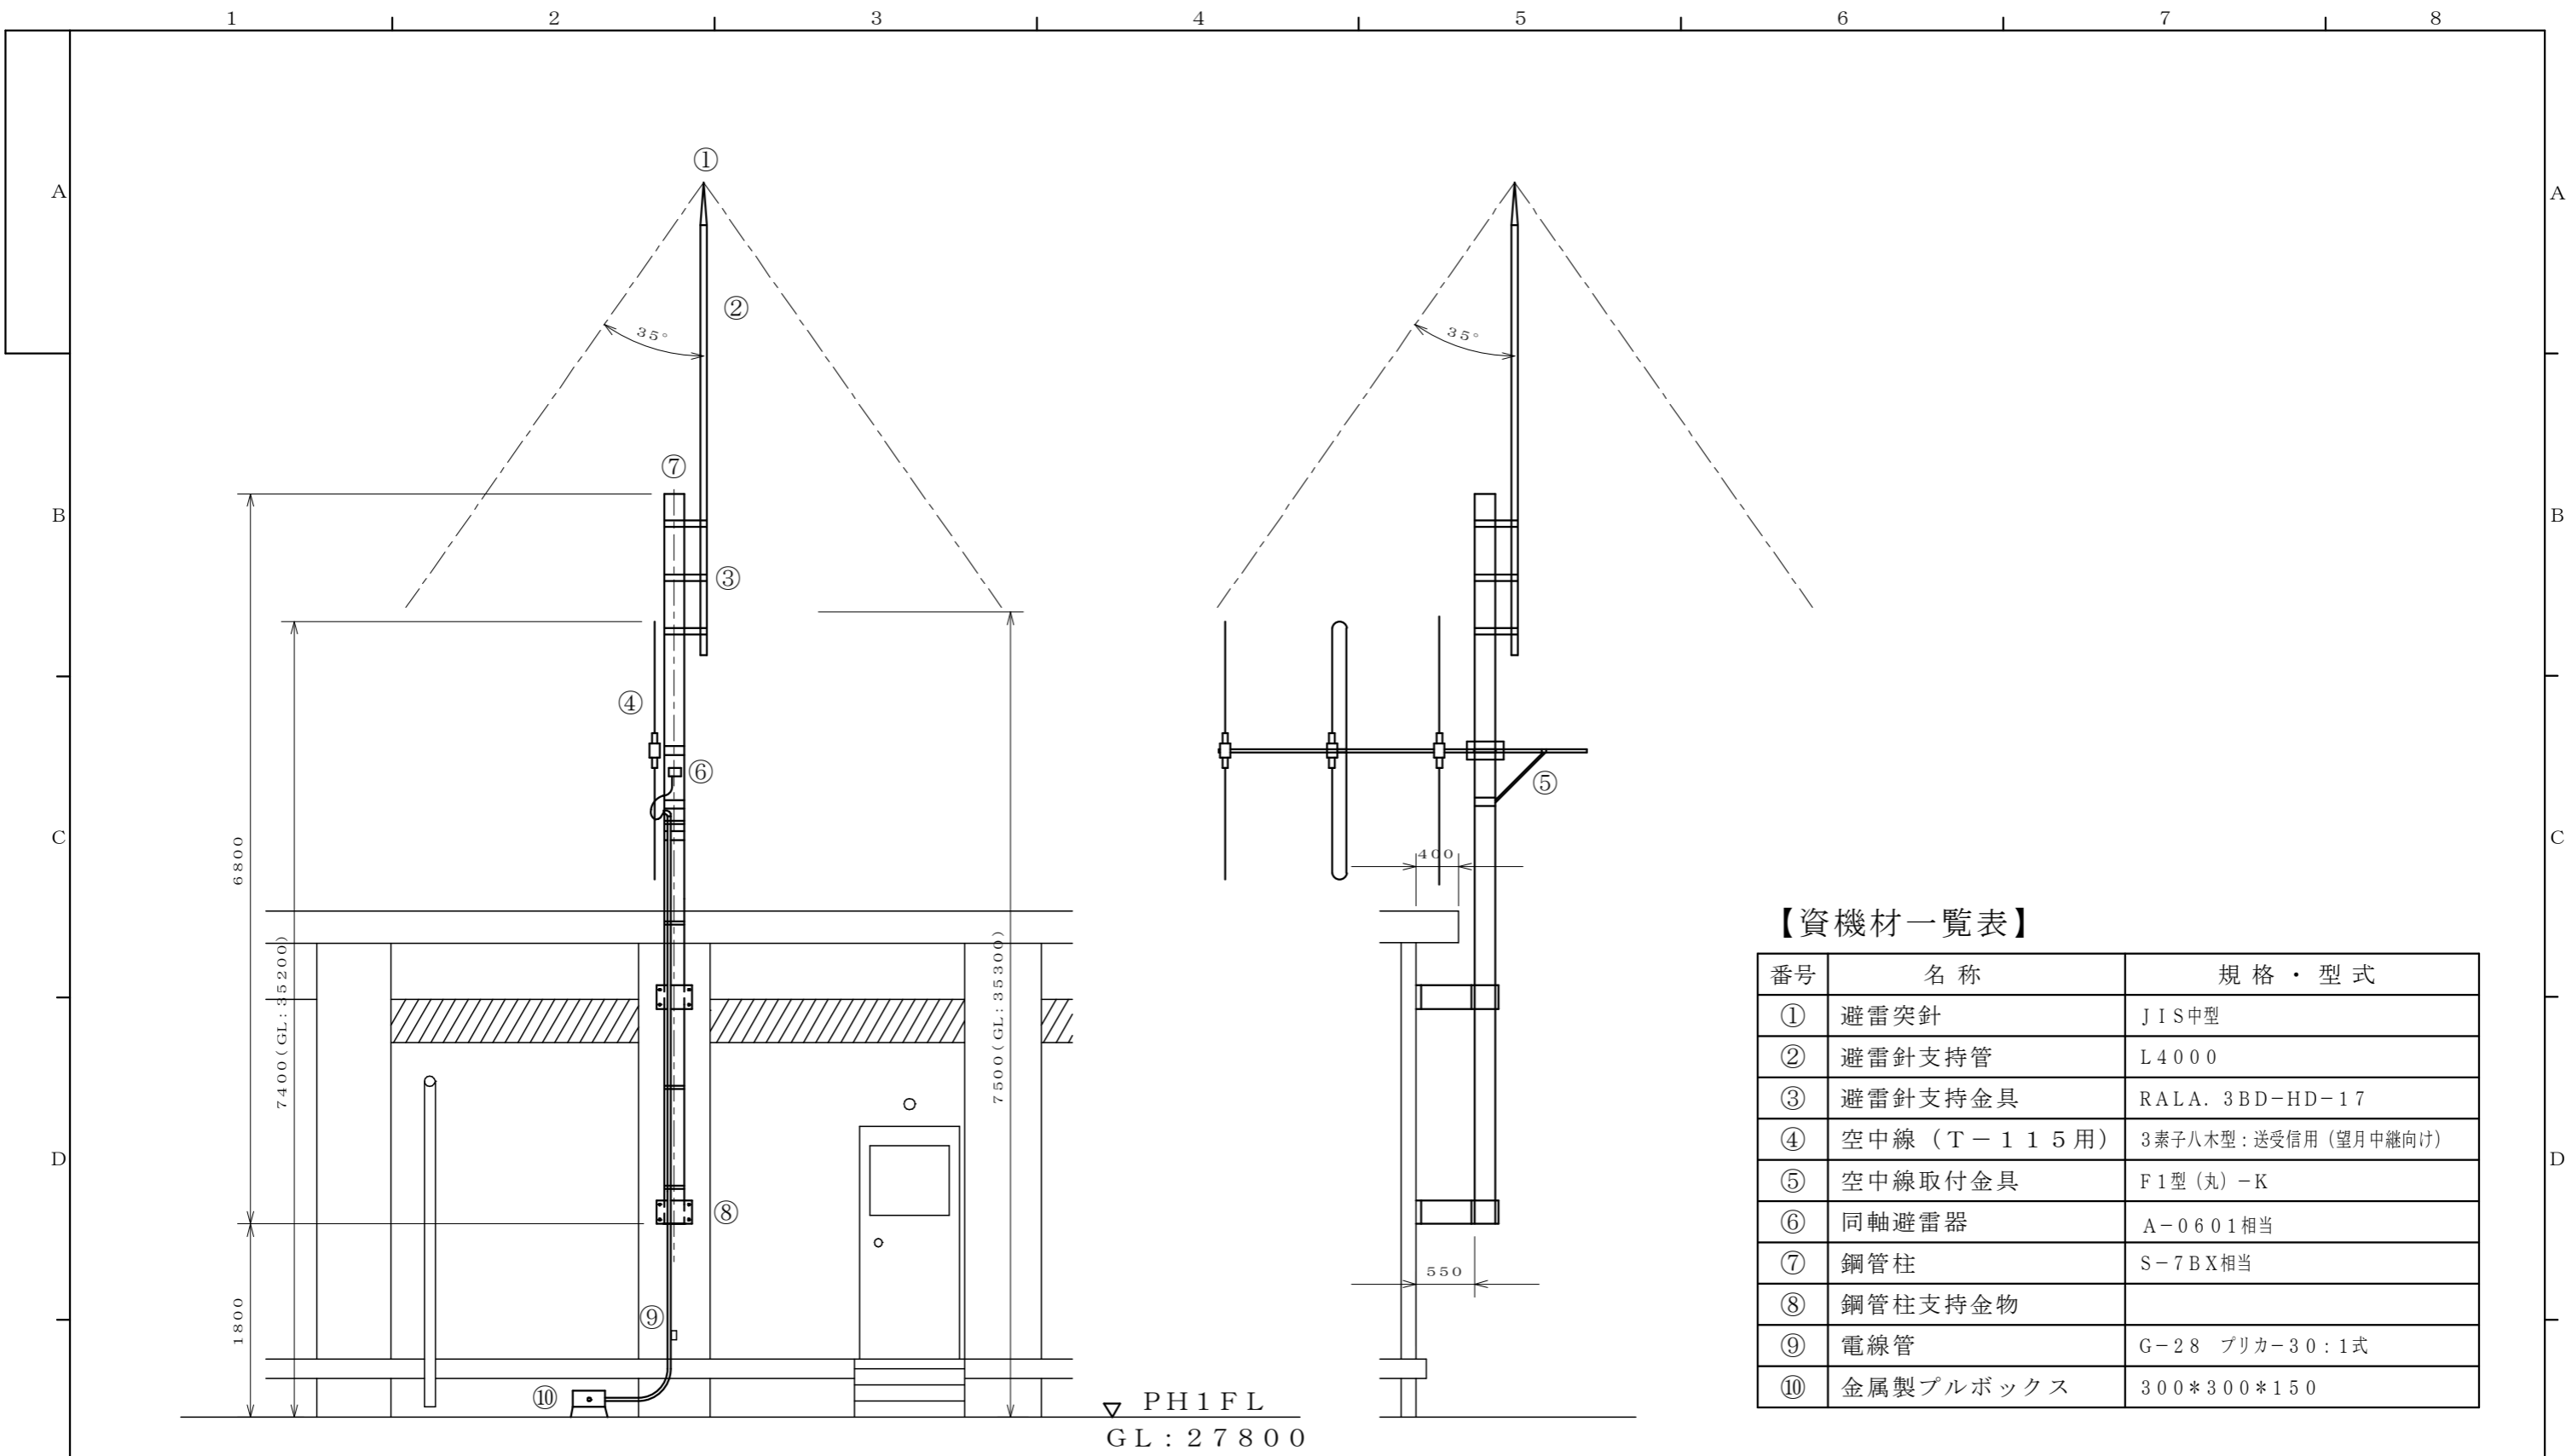 1 2 3 4 5 6 7 8
A A
B B
C C
D D
①
②
35°
35°
⑦
③
④
⑥
⑤
6800
7400(GL:35200)
7500(GL:35300)
400
⑧
550
1800
⑨
⑩
PH1FL
GL:27800
【資機材一覧表】
番号 名称 規格・型式
① 避雷突針 JIS中型
② 避雷針支持管 L4000
③ 避雷針支持金具 RALA.3BD-HD-17
④ 空中線(T-115用) 3素子八木型:送受信用(望月中継向け)
⑤ 空中線取付金具 F1型(丸)-K
⑥ 同軸避雷器 A-0601相当
⑦ 鋼管柱 S-7BX相当
⑧ 鋼管柱支持金物
⑨ 電線管 G-28 プリカ-30:1式
⑩ 金属製プルボックス 300*300*150